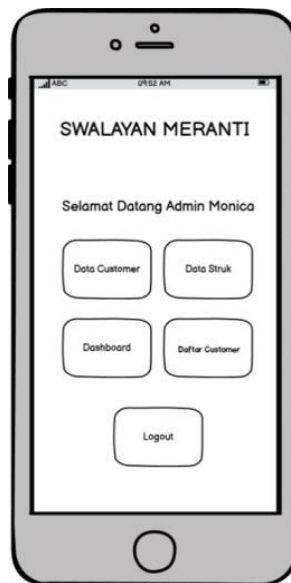 ABC 09:52 AM
SWALAYAN MERANTI
Selamat Datang Admin Monica
Data Customer Data Struk
Dashboard Daftar Customer
Logout